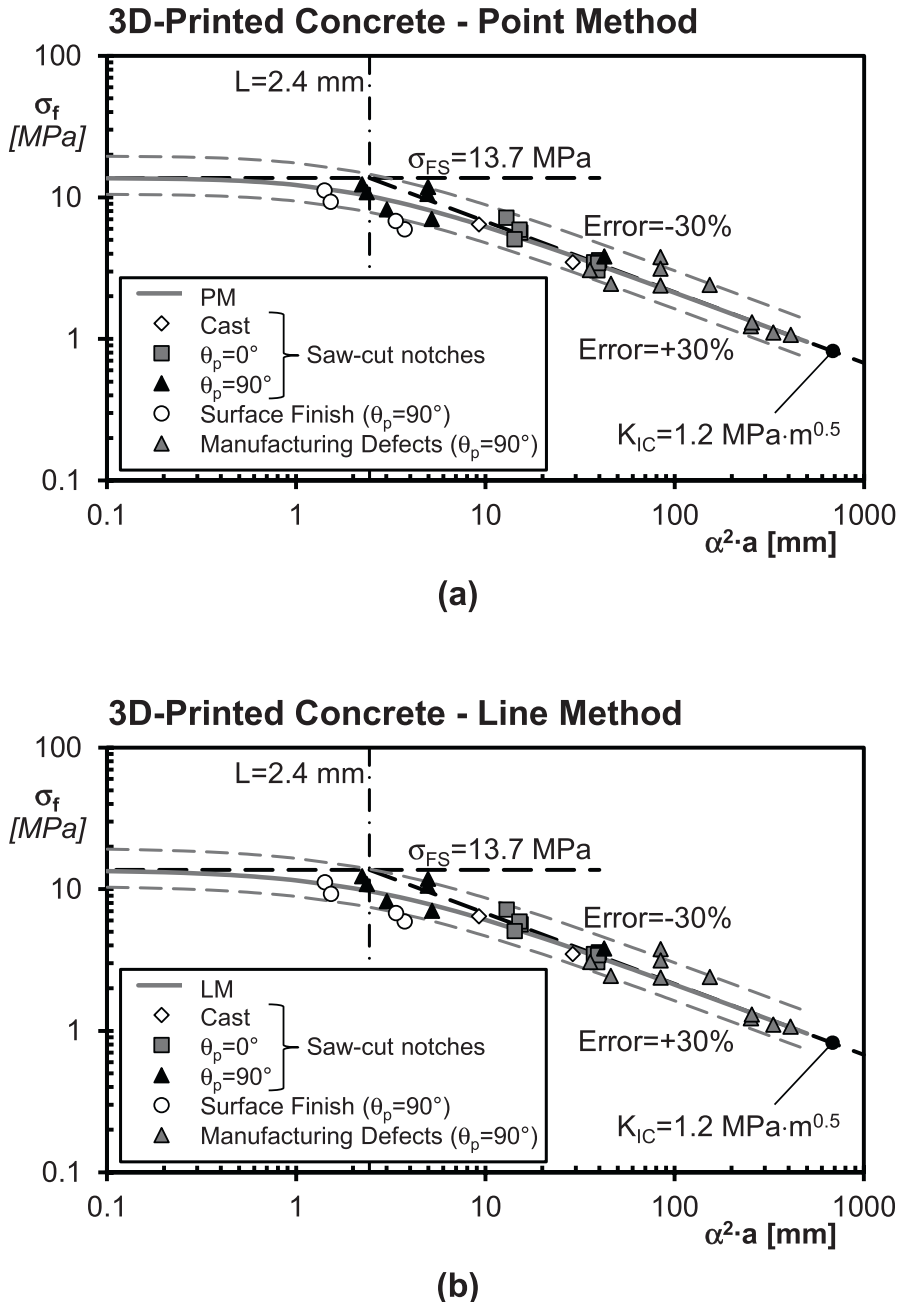 3D-Printed Concrete - Point Method
100
L=2.4 mm
σf
[MPa]
σFS=13.7 MPa
10
Error=-30%
PM
Cast
θp=0°
Saw-cut notches
θp=90°
Surface Finish (θp=90°)
Manufacturing Defects (θp=90°)
1
Error=+30%
KIC=1.2 MPa·m0.5
0.1
0.1 1 10 100 1000
α2·a [mm]
(a)
3D-Printed Concrete - Line Method
100
L=2.4 mm
σf
[MPa]
σFS=13.7 MPa
10
Error=-30%
LM
Cast
θp=0°
Saw-cut notches
θp=90°
Surface Finish (θp=90°)
Manufacturing Defects (θp=90°)
1
Error=+30%
KIC=1.2 MPa·m0.5
0.1
0.1 1 10 100 1000
α2·a [mm]
(b)